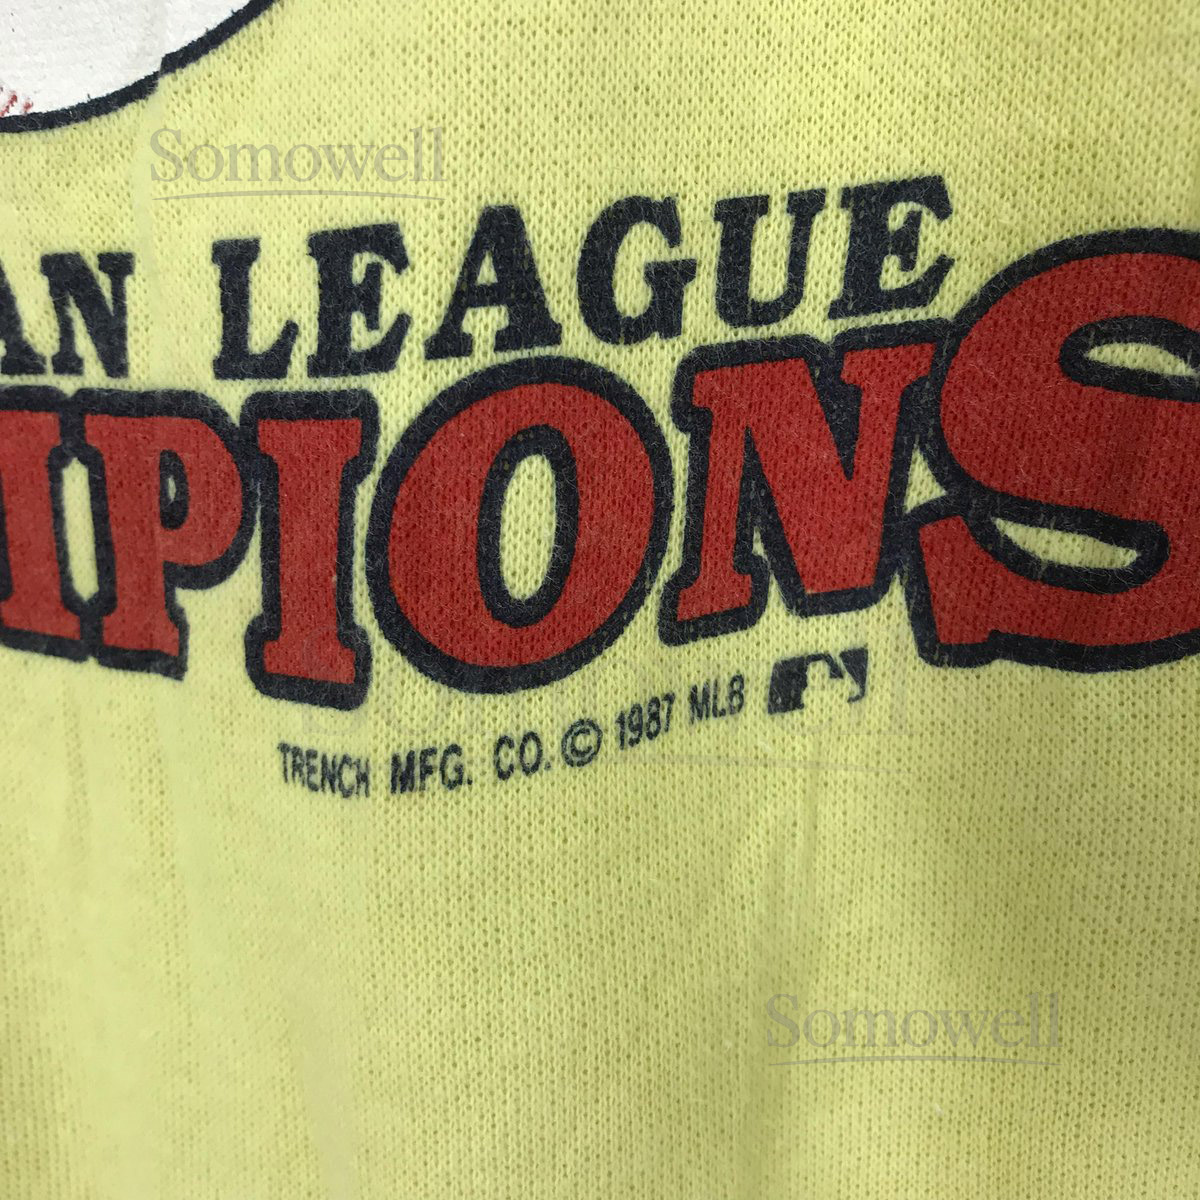 Somowell
AN LEAGUE
IPIONS
TRENCH MFG. CO. © 1987 MLB
Somowell